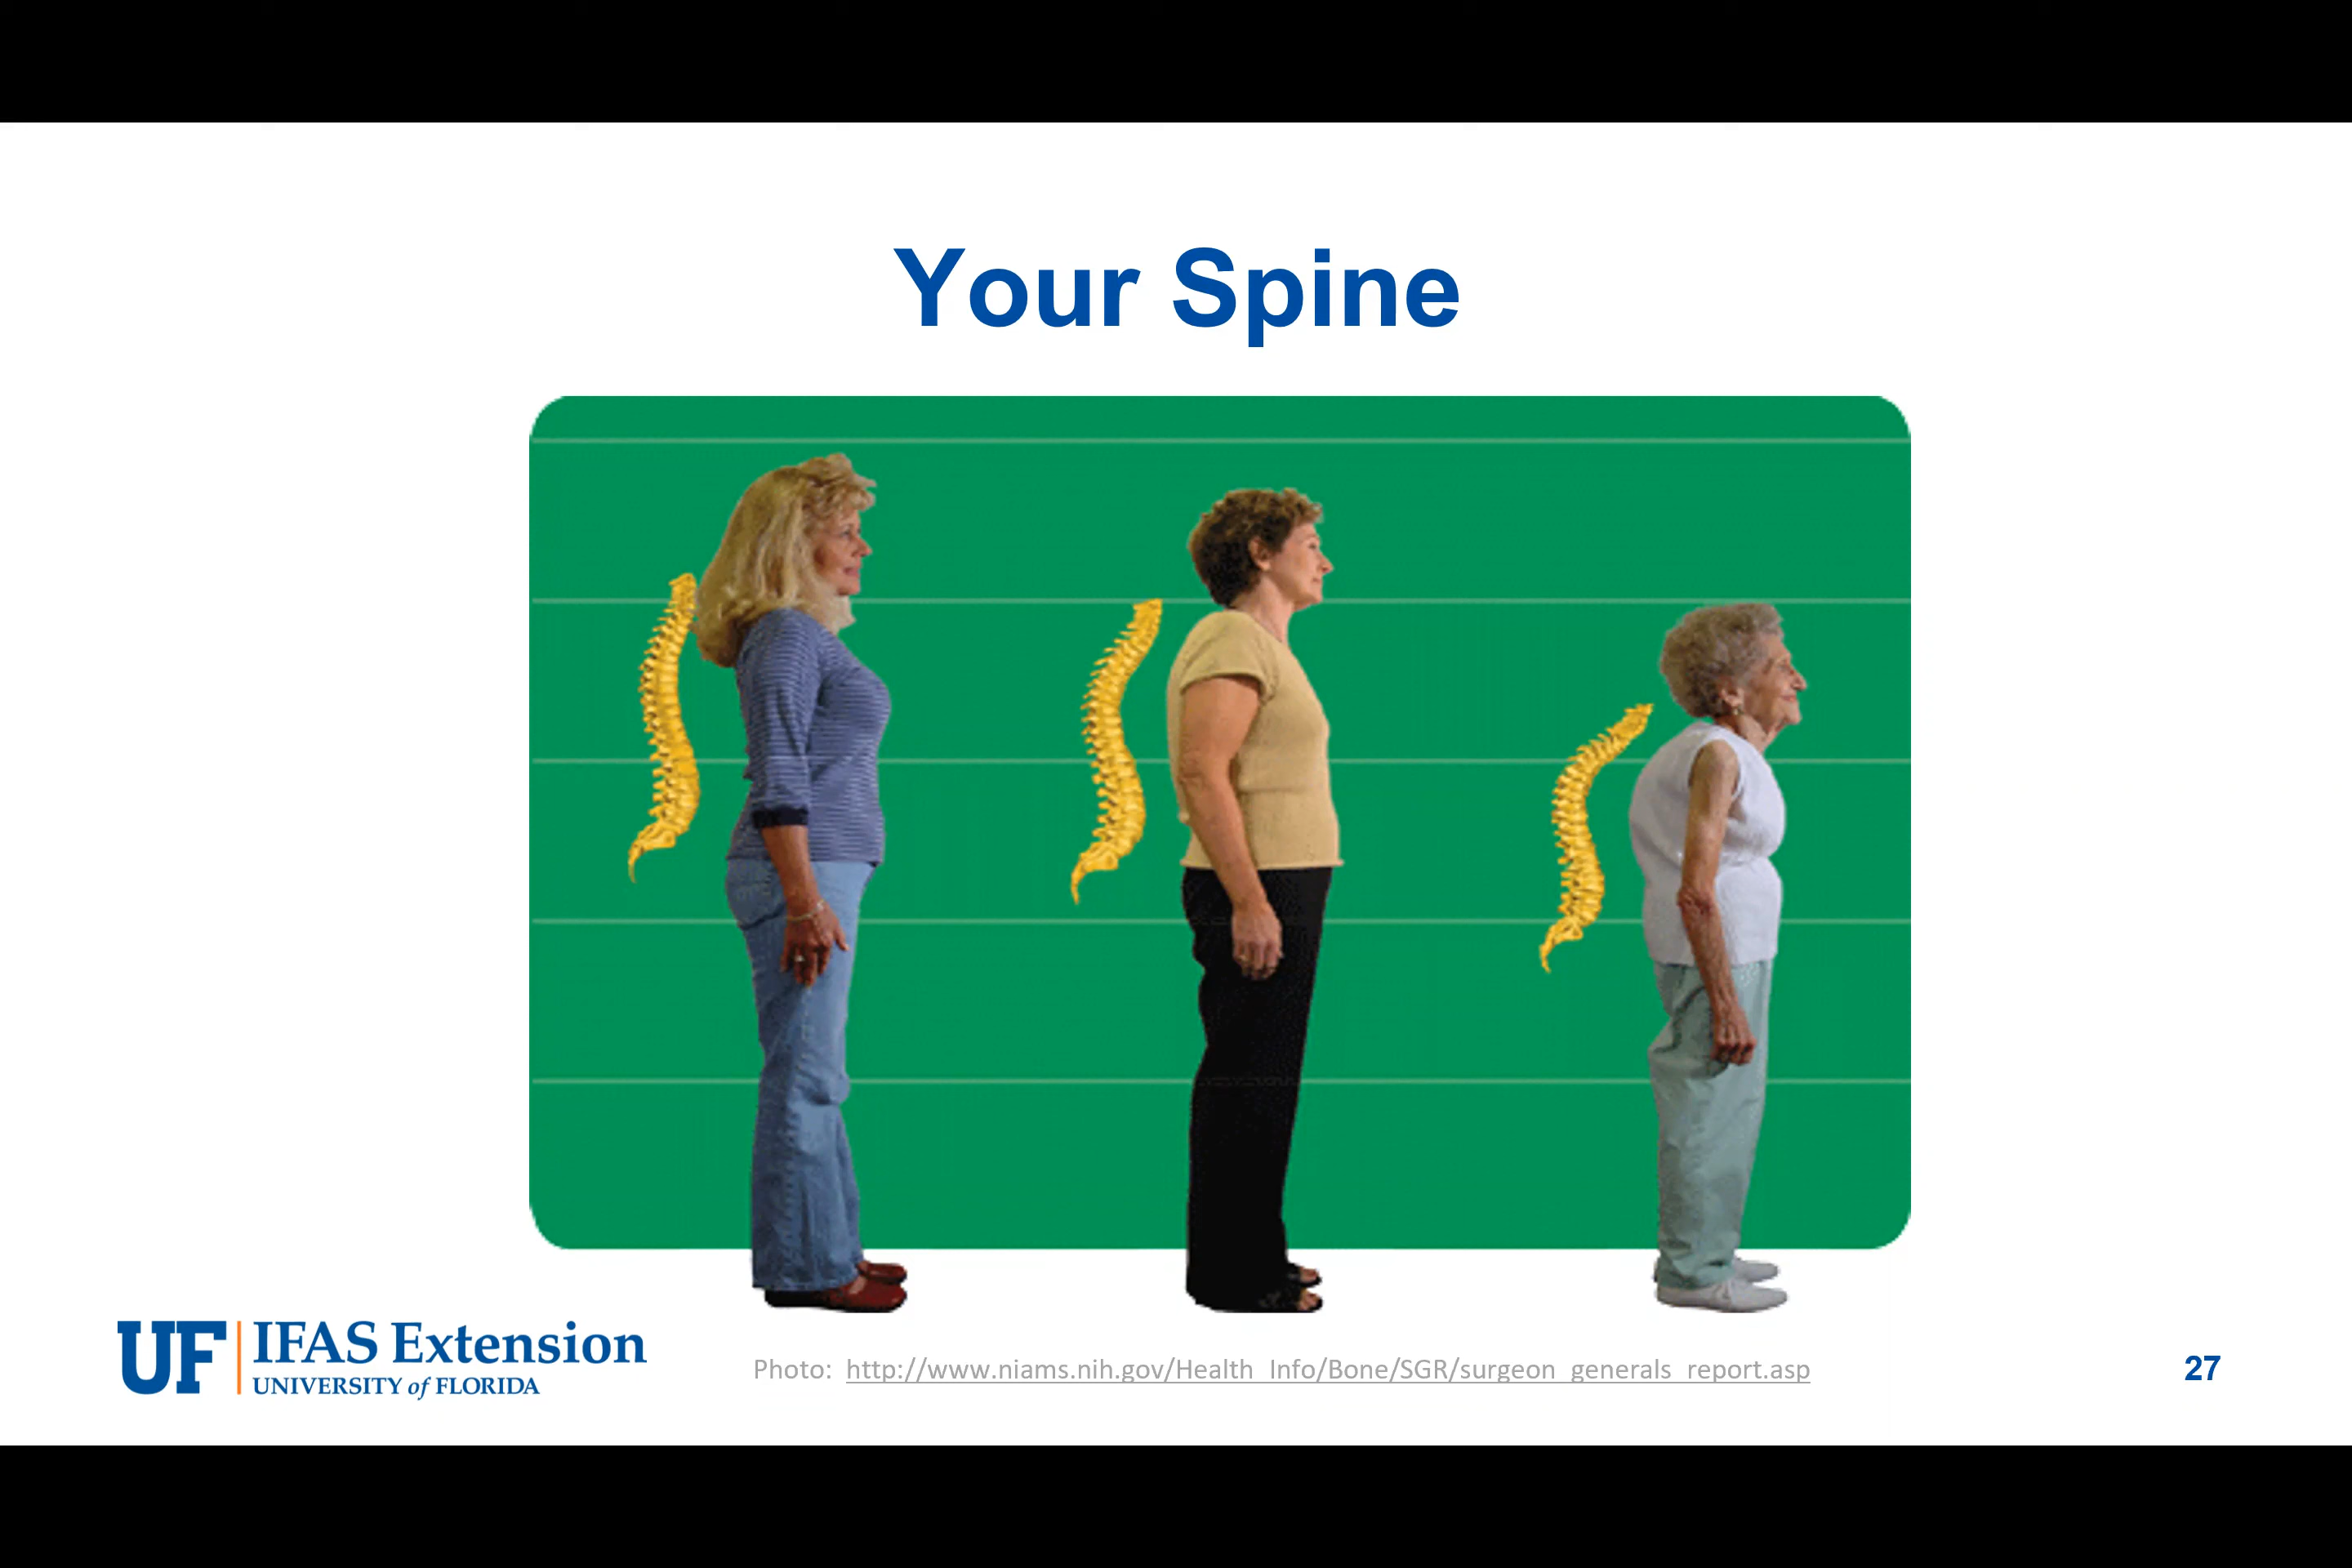 Your Spine
UF
IFAS Extension
UNIVERSITY of FLORIDA
Photo: http://www.niams.nih.gov/Health_Info/Bone/SGR/surgeon_generals_report.asp
27